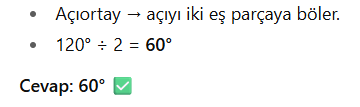 • Açıortay → açıyı iki eş parçaya böler.
• 120° ÷ 2 = 60°
Cevap: 60° ✅